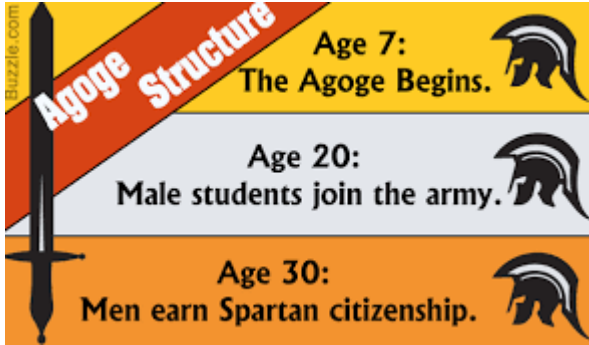 Buzzle.com
Agoge
Structure
Age 7:
The Agoge Begins.
Age 20:
Male students join the army.
Age 30:
Men earn Spartan citizenship.